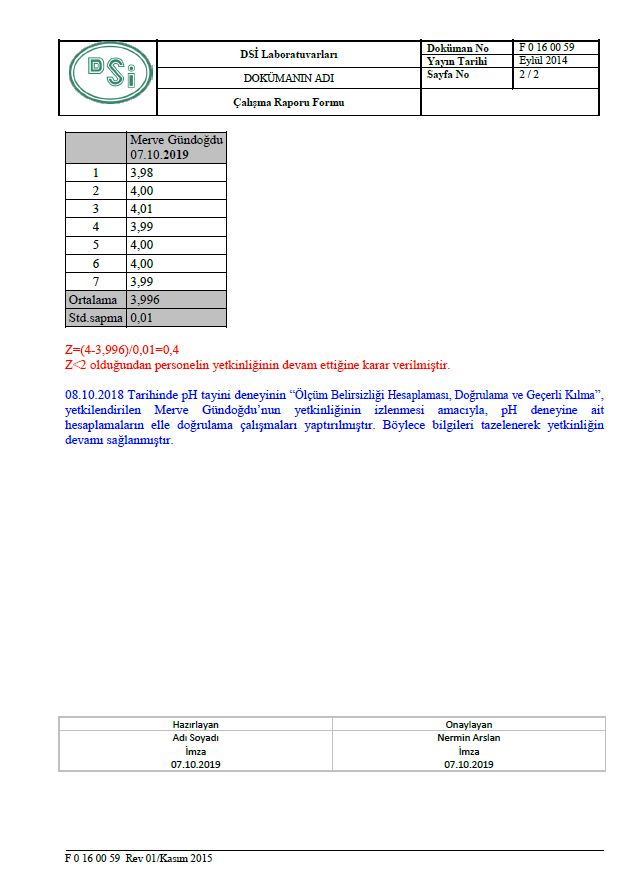 DSİ
DSİ Laboratuvarları
Doküman No F 0 16 00 59
Yayın Tarihi Eylül 2014
DOKÜMANIN ADI
Sayfa No 2 / 2
Çalışma Raporu Formu
Merve Gündoğdu
07.10.2019
1 3,98
2 4,00
3 4,01
4 3,99
5 4,00
6 4,00
7 3,99
Ortalama 3,996
Std.sapma 0,01
Z=(4-3,996)/0,01=0,4
Z<2 olduğundan personelin yetkinliğinin devam ettiğine karar verilmiştir.
08.10.2018 Tarihinde pH tayini deneyinin “Ölçüm Belirsizliği Hesaplaması, Doğrulama ve Geçerli Kılma”,
yetkilendirilen Merve Gündoğdu’nun yetkinliğinin izlenmesi amacıyla, pH deneyine ait
hesaplamaların elle doğrulama çalışmaları yaptırılmıştır. Böylece bilgileri tazelenerek yetkinliğin
devamı sağlanmıştır.
Hazırlayan Onaylayan
Adı Soyadı Nermin Arslan
İmza İmza
07.10.2019 07.10.2019
F 0 16 00 59 Rev 01/Kasım 2015